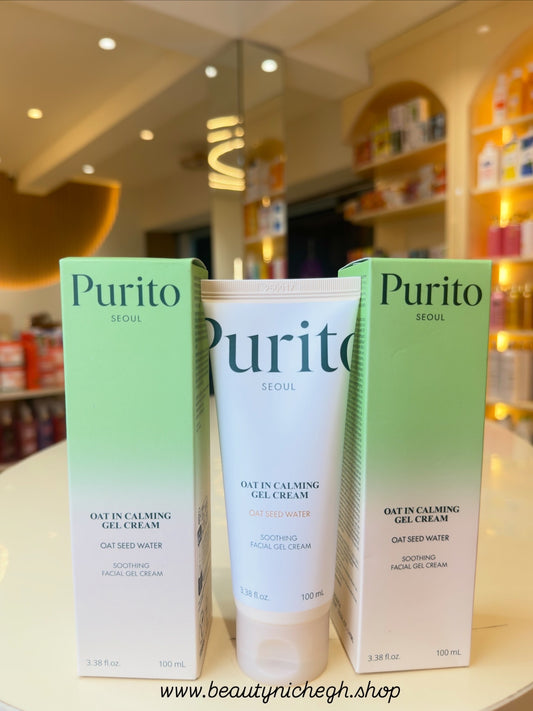 Purito
SEOUL
OAT IN CALMING
GEL CREAM
OAT SEED WATER
SOOTHING
FACIAL GEL CREAM
3.38 fl.oz. 100 mL
Purito
SEOUL
OAT IN CALMING
GEL CREAM
OAT SEED WATER
SOOTHING
FACIAL GEL CREAM
3.38 fl.oz. 100 mL
Purito
SEOUL
OAT IN CALMING
GEL CREAM
OAT SEED WATER
SOOTHING
FACIAL GEL CREAM
3.38 fl.oz. 100 mL
www.beautynichegh.shop